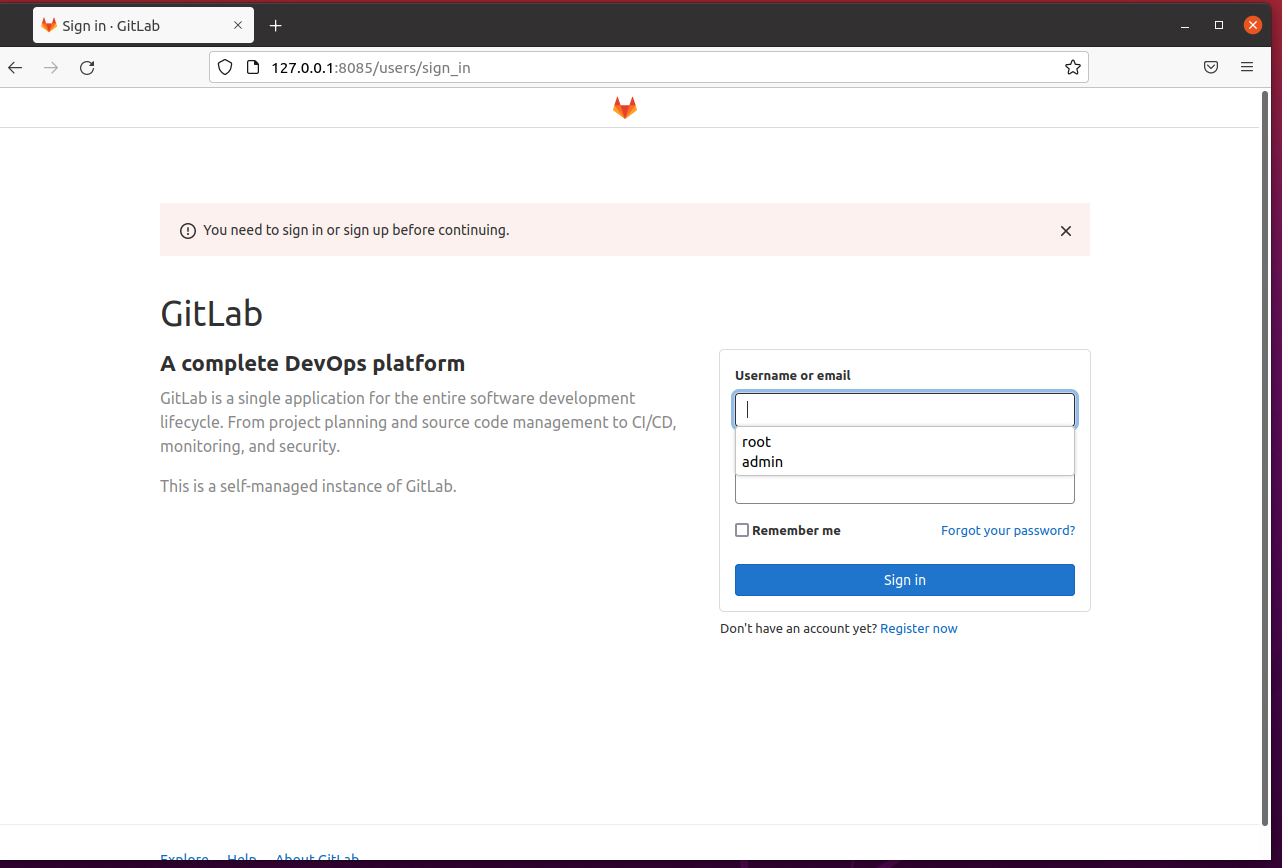 Sign in · GitLab
127.0.0.1:8085/users/sign_in
You need to sign in or sign up before continuing.
GitLab
A complete DevOps platform
GitLab is a single application for the entire software development
lifecycle. From project planning and source code management to CI/CD,
monitoring, and security.
This is a self-managed instance of GitLab.
Username or email
root
admin
Remember me
Forgot your password?
Sign in
Don't have an account yet? Register now
Explore Help About GitLab